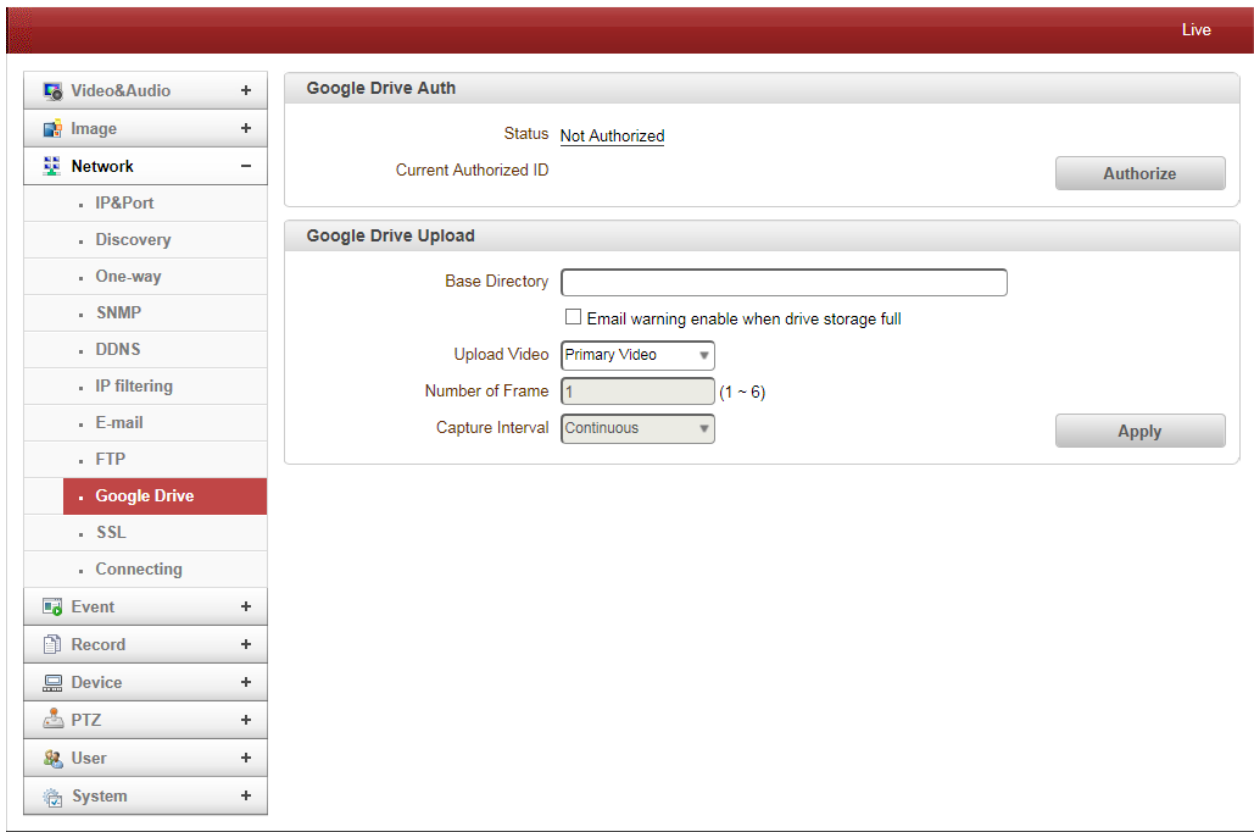 Live
Video&Audio +
Image +
Network −
IP&Port
Discovery
One-way
SNMP
DDNS
IP filtering
E-mail
FTP
Google Drive
SSL
Connecting
Event +
Record +
Device +
PTZ +
User +
System +
Google Drive Auth
Status Not Authorized
Current Authorized ID
Authorize
Google Drive Upload
Base Directory
Email warning enable when drive storage full
Upload Video Primary Video
Number of Frame 1 (1 ~ 6)
Capture Interval Continuous
Apply